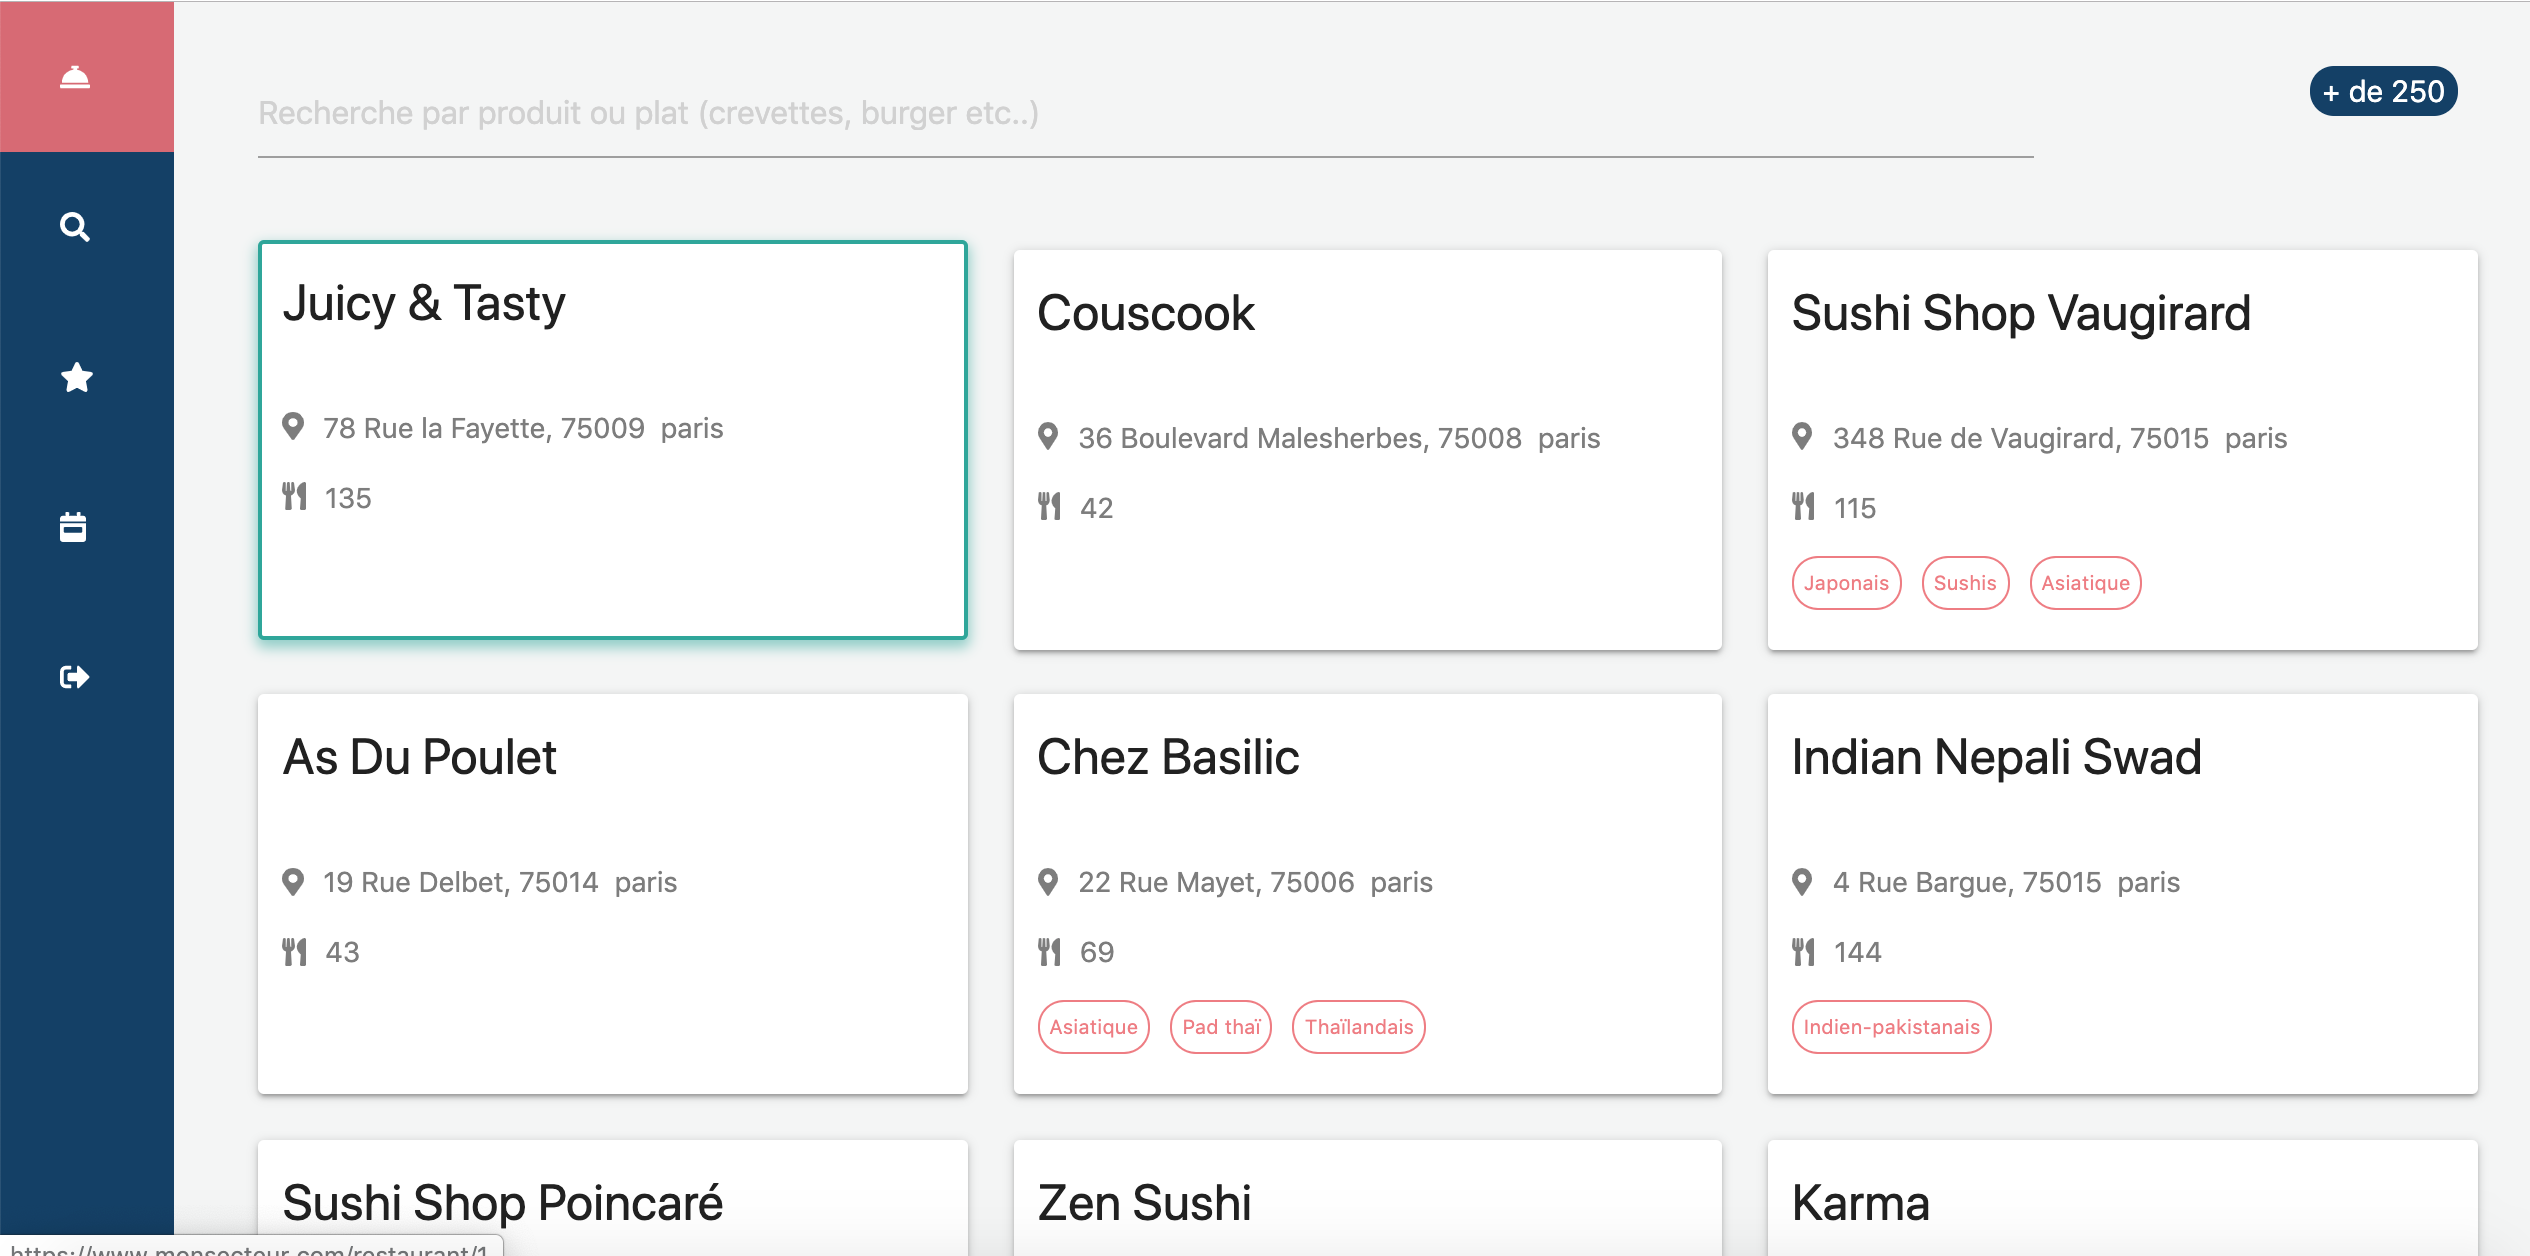 Recherche par produit ou plat (crevettes, burger etc..)
+ de 250
Juicy & Tasty
78 Rue la Fayette, 75009 paris
135
Couscook
36 Boulevard Malesherbes, 75008 paris
42
Sushi Shop Vaugirard
348 Rue de Vaugirard, 75015 paris
115
Japonais Sushis Asiatique
As Du Poulet
19 Rue Delbet, 75014 paris
43
Chez Basilic
22 Rue Mayet, 75006 paris
69
Asiatique Pad thaï Thaïlandais
Indian Nepali Swad
4 Rue Bargue, 75015 paris
144
Indien-pakistanais
Sushi Shop Poincaré
Zen Sushi
Karma
https://www.monsecteur.com/restaurant/1